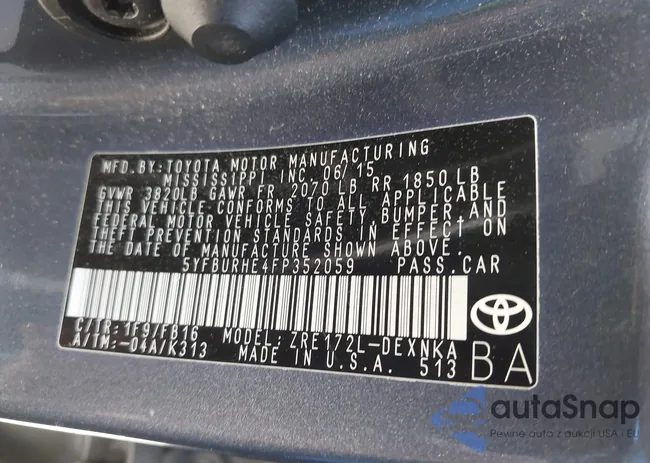 MFD.BY:TOYOTA MOTOR MANUFACTURING
MISSISSIPPI INC. 06/15
GVWR 3820LB GAWR FR 2070 LB RR 1850 LB
THIS VEHICLE CONFORMS TO ALL APPLICABLE
FEDERAL MOTOR VEHICLE SAFETY, BUMPER,AND
THEFT PREVENTION STANDARDS IN EFFECT ON
THE DATE OF MANUFACTURE SHOWN ABOVE.
5YFBURHE4FP352059 PASS.CAR
C/TR:1F9/FB16 MODEL: ZRE172L-DEXNKA
A/TM:-04A/K313 MADE IN U.S.A. 513
BA
autoSnap
Pewne auto z aukcji USA i EU